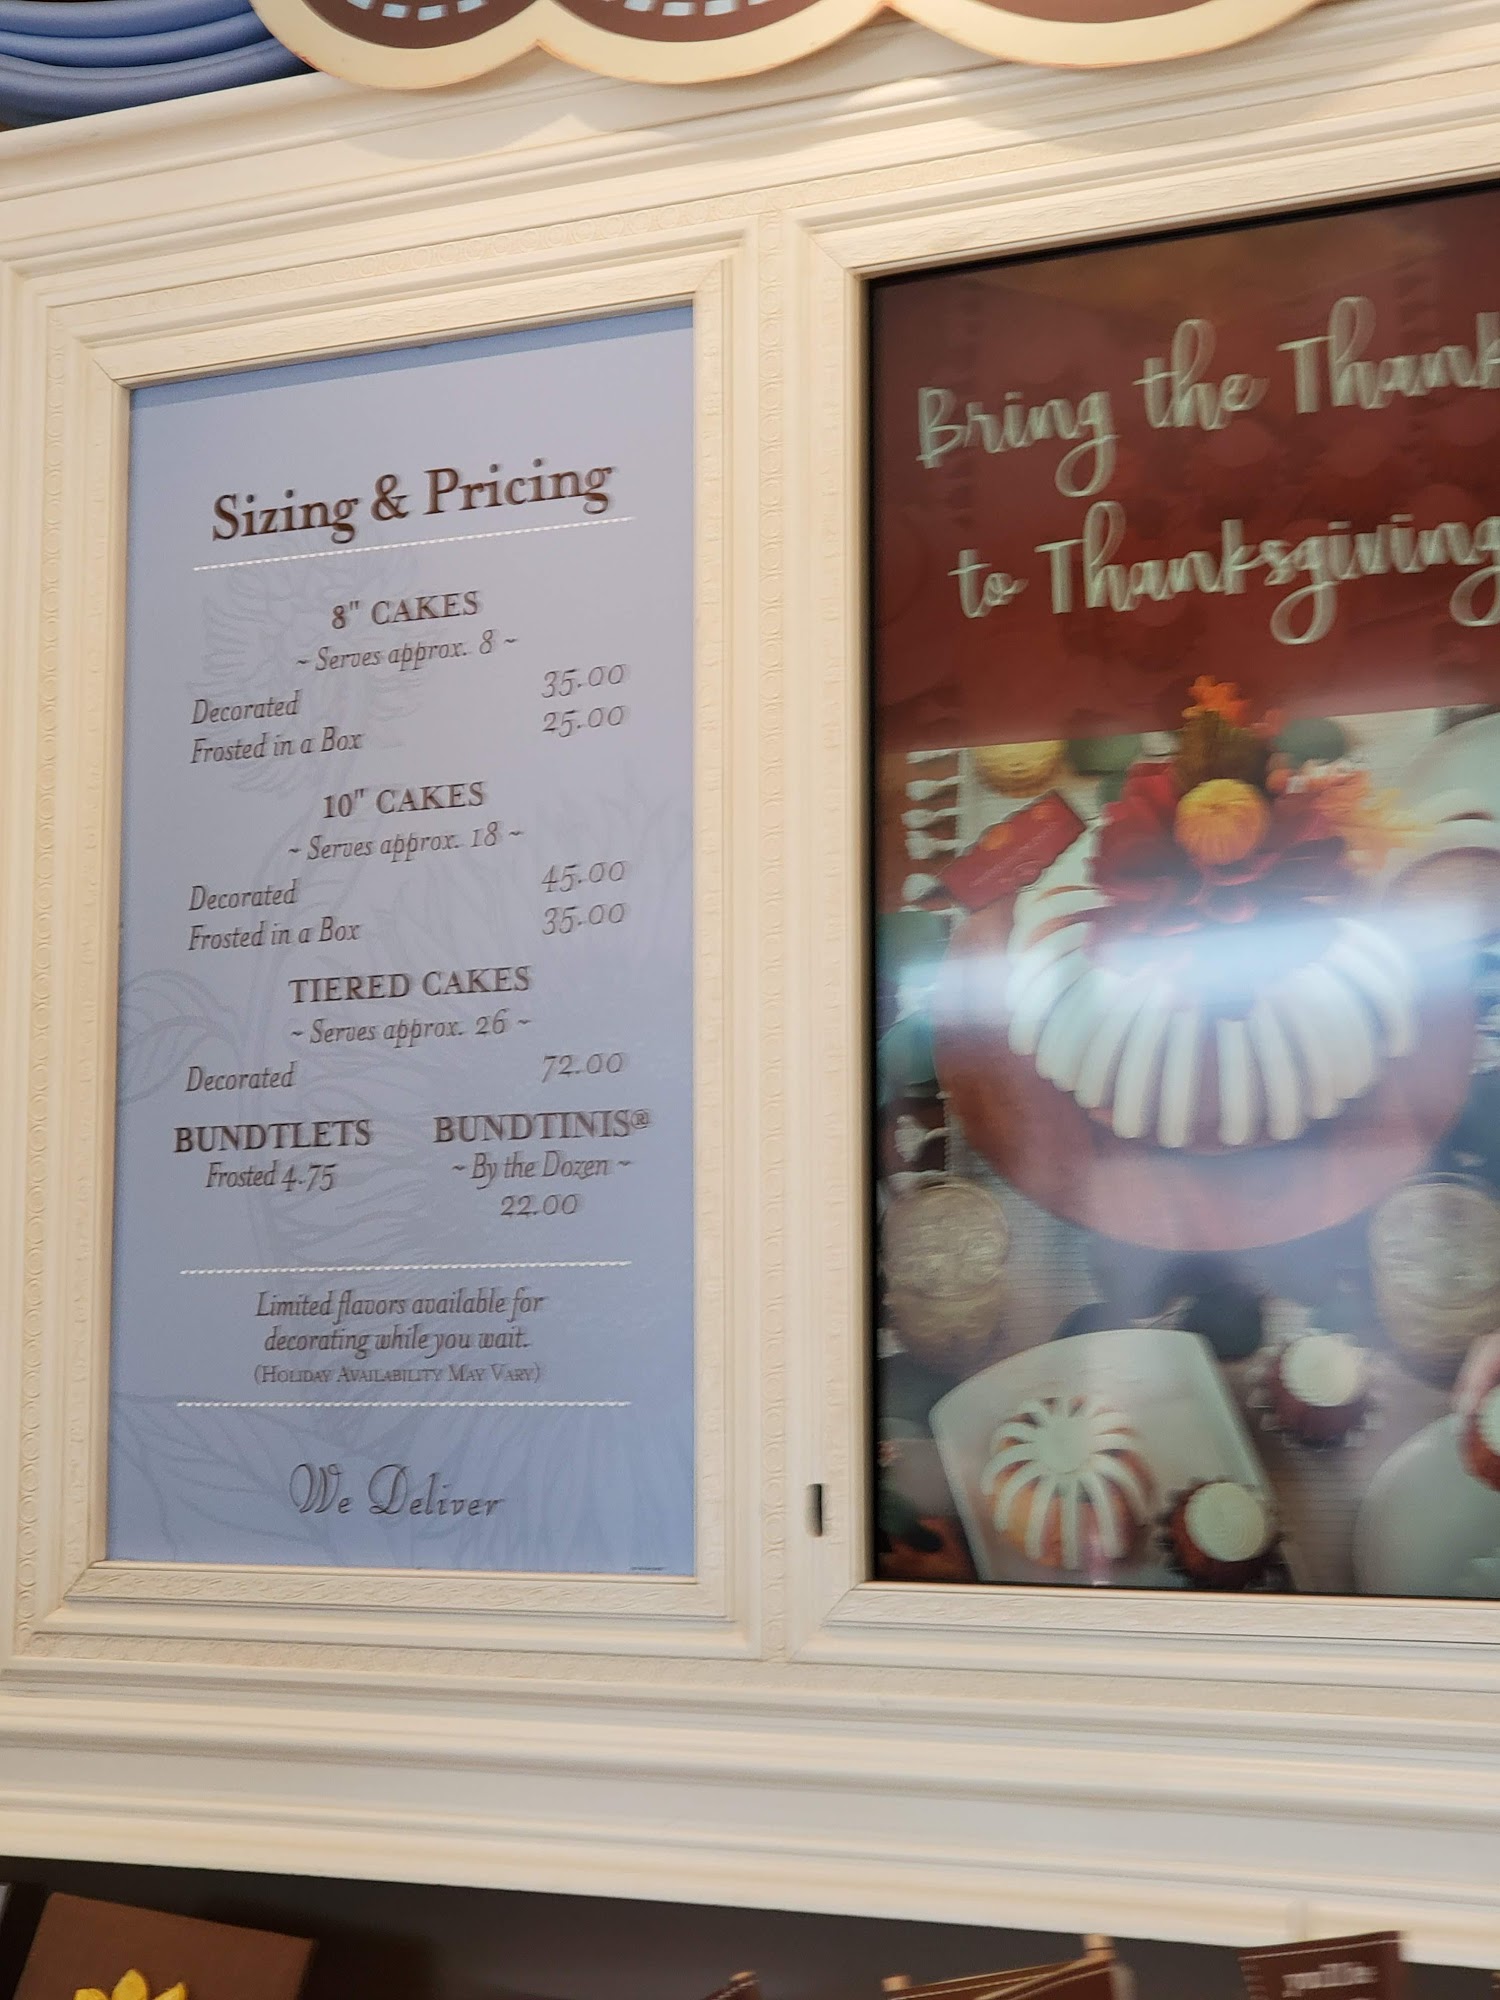 Sizing & Pricing
8" CAKES
~ Serves approx. 8 ~
Decorated 35.00
Frosted in a Box 25.00
10" CAKES
~ Serves approx. 18 ~
Decorated 45.00
Frosted in a Box 35.00
TIERED CAKES
~ Serves approx. 26 ~
Decorated 72.00
BUNDTLETS BUNDTINIS®
Frosted 4.75 ~ By the Dozen ~
22.00
Limited flavors available for
decorating while you wait.
(HOLIDAY AVAILABILITY MAY VARY)
We Deliver
Bring the Thank
to Thanksgiving